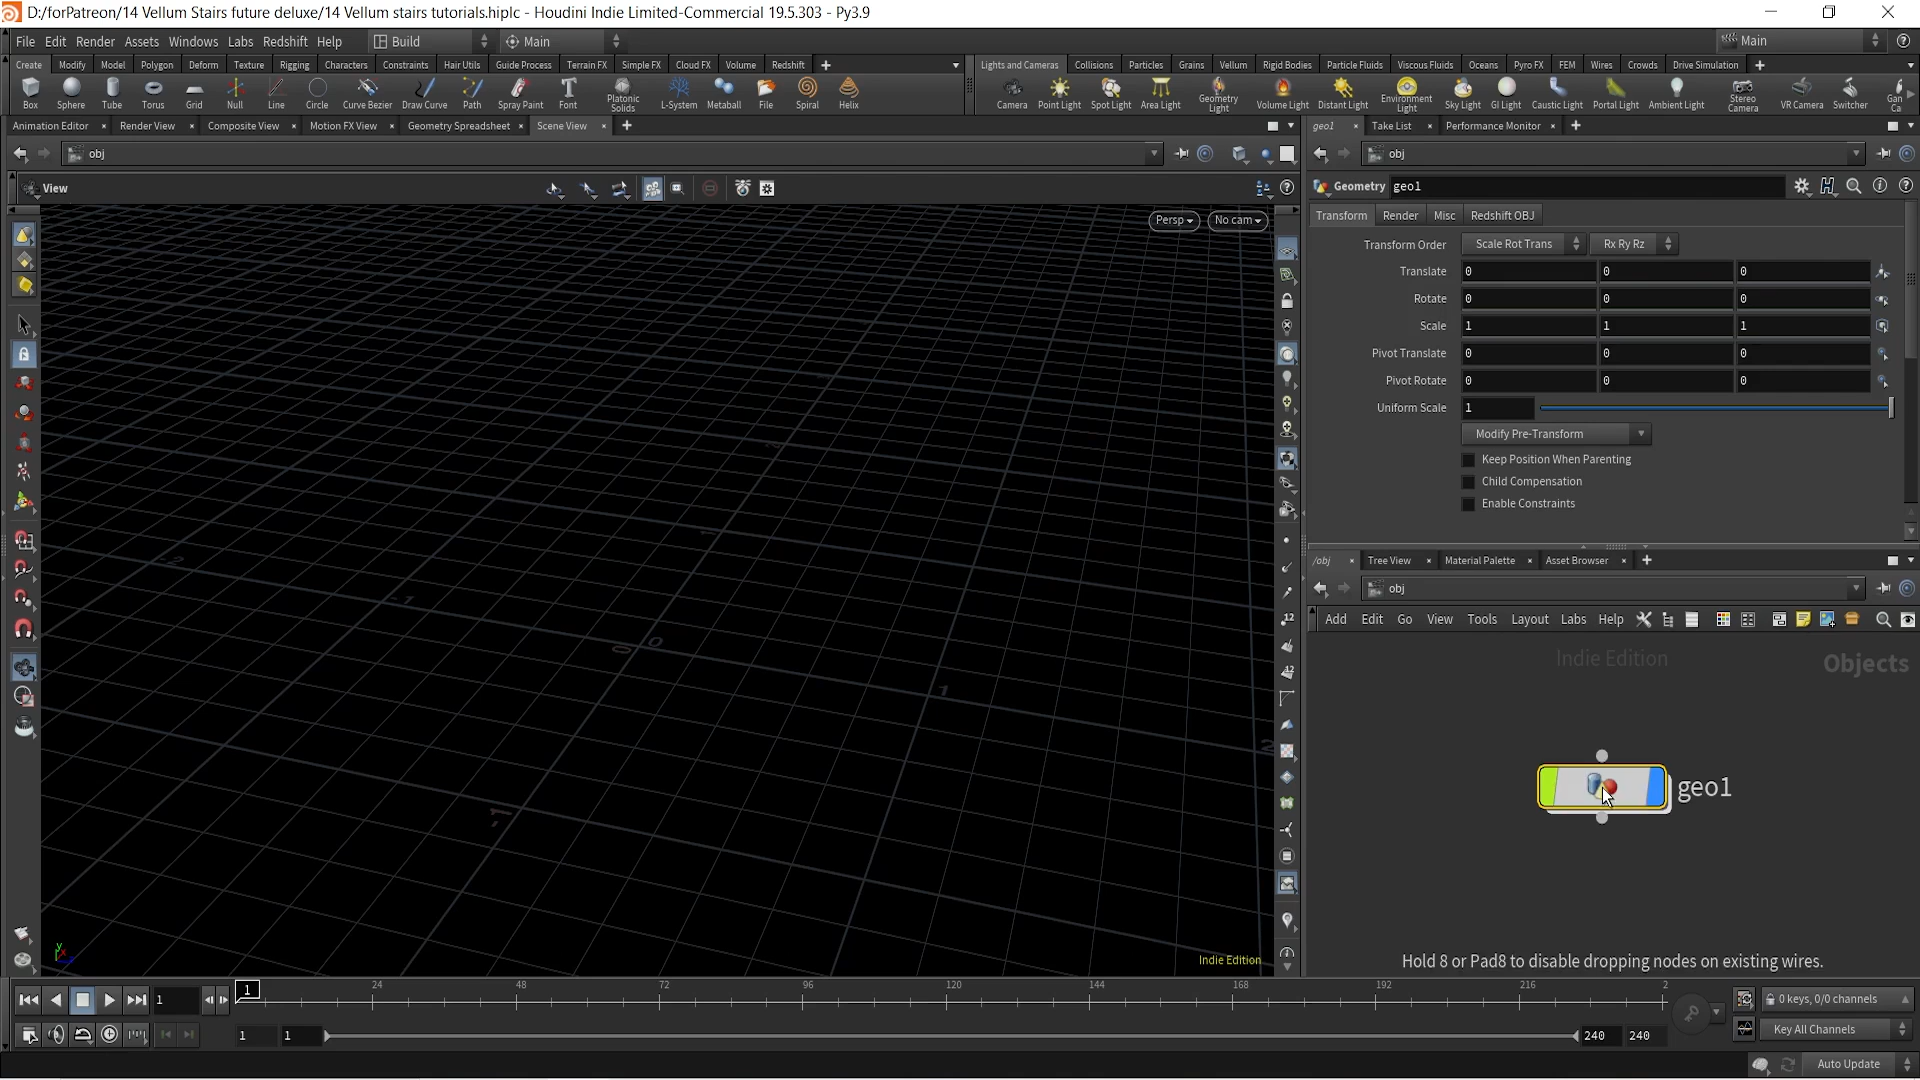 D:/forPatreon/14 Vellum Stairs future deluxe/14 Vellum stairs tutorials.hiplc - Houdini Indie Limited-Commercial 19.5.303 - Py3.9
File Edit Render Assets Windows Labs Redshift Help Build Main Main
Create Modify Model Polygon Deform Texture Rigging Characters Constraints Hair Utils Guide Process Terrain FX Simple FX Cloud FX Volume Redshift
Lights and Cameras Collisions Particles Grains Vellum Rigid Bodies Particle Fluids Viscous Fluids Oceans Pyro FX FEM Wires Crowds Drive Simulation
Box Sphere Tube Torus Grid Null Line Circle Curve Bezier Draw Curve Path Spray Paint Font Platonic Solids L-System Metaball File Spiral Helix
Camera Point Light Spot Light Area Light Geometry Light Volume Light Distant Light Environment Light Sky Light GI Light Caustic Light Portal Light Ambient Light Stereo Camera VR Camera Switcher Gan Ca
Animation Editor Render View Composite View Motion FX View Geometry Spreadsheet Scene View
geo1 Take List Performance Monitor
obj
obj
View
Geometry geo1
Persp No cam
Transform Render Misc Redshift OBJ
Transform Order Scale Rot Trans Rx Ry Rz
Translate 0 0 0
Rotate 0 0 0
Scale 1 1 1
Pivot Translate 0 0 0
Pivot Rotate 0 0 0
Uniform Scale 1
Modify Pre-Transform
Keep Position When Parenting
Child Compensation
Enable Constraints
/obj Tree View Material Palette Asset Browser
obj
Add Edit Go View Tools Layout Labs Help
Indie Edition
Objects
geo1
Hold 8 or Pad8 to disable dropping nodes on existing wires.
Indie Edition
1 1 24 48 72 96 120 144 168 192 216 2
0 keys, 0/0 channels
1 1 240 240
Key All Channels
Auto Update